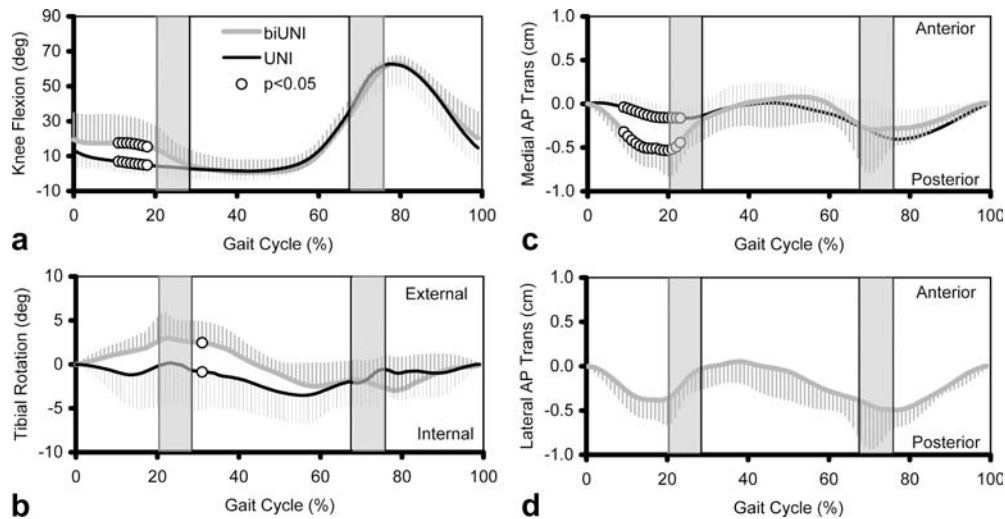 90
70
50
30
10
-10
Knee Flexion (deg)
biUNI
UNI
p<0.05
0 20 40 60 80 100
Gait Cycle (%)
a
1.0
0.5
0.0
-0.5
-1.0
Medial AP Trans (cm)
Anterior
Posterior
0 20 40 60 80 100
Gait Cycle (%)
c
10
5
0
-5
-10
Tibial Rotation (deg)
External
Internal
0 20 40 60 80 100
Gait Cycle (%)
b
1.0
0.5
0.0
-0.5
-1.0
Lateral AP Trans (cm)
Anterior
Posterior
0 20 40 60 80 100
Gait Cycle (%)
d